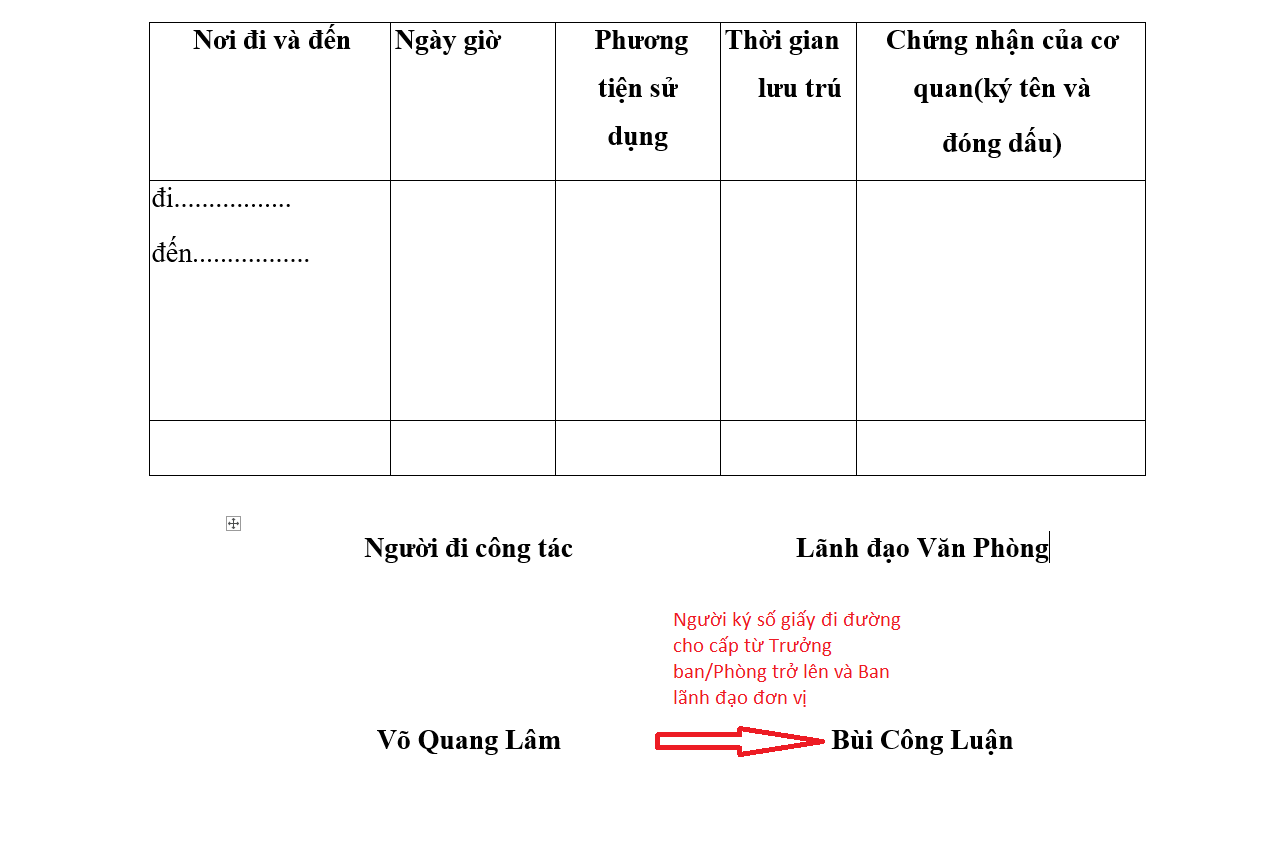 Nơi đi và đến
Ngày giờ
Phương
tiện sử
dụng
Thời gian
lưu trú
Chứng nhận của cơ
quan(ký tên và
đóng dấu)
đi.................
đến.................
Người đi công tác
Lãnh đạo Văn Phòng
Người ký số giấy đi đường
cho cấp từ Trưởng
ban/Phòng trở lên và Ban
lãnh đạo đơn vị
Võ Quang Lâm
Bùi Công Luận